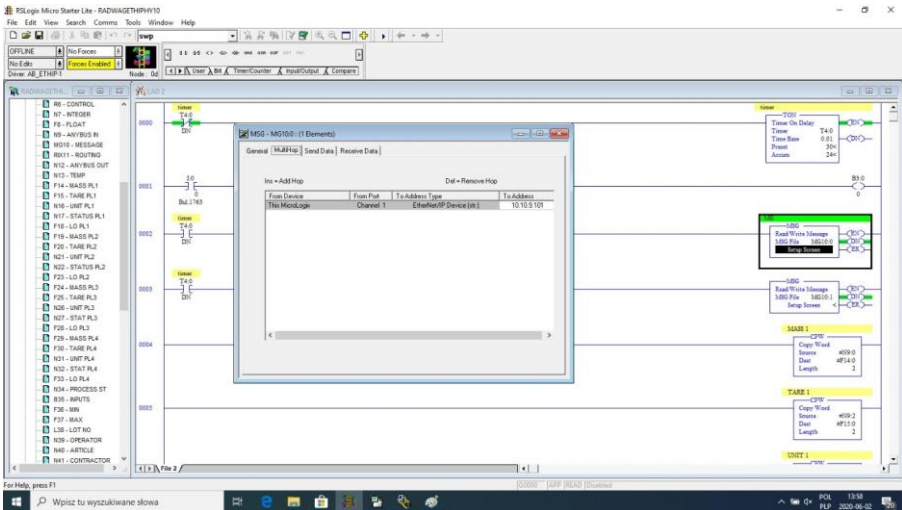 RSLogix Micro Starter Lite - RADWAGETHIPHY10
File Edit View Search Comms Tools Window Help
swp
OFFLINE No Forces
No Edits Forces Enabled
Driver: AB_ETHIP-1 Node: 0d
User Bit Timer/Counter Input/Output Compare
LAD 2
R6 - CONTROL
N7 - INTEGER
F8 - FLOAT
N9 - ANYBUS IN
MG10 - MESSAGE
RIX11 - ROUTING
N12 - ANYBUS OUT
N13 - TEMP
F14 - MASS PL1
F15 - TARE PL1
N16 - UNIT PL1
N17 - STATUS PL1
F18 - LO PL1
F19 - MASS PL2
F20 - TARE PL2
N21 - UNIT PL2
N22 - STATUS PL2
F23 - LO PL2
F24 - MASS PL3
F25 - TARE PL3
N26 - UNIT PL3
N27 - STAT PL3
F28 - LO PL3
F29 - MASS PL4
F30 - TARE PL4
N31 - UNIT PL4
N32 - STAT PL4
F33 - LO PL4
N34 - PROCESS ST
B35 - INPUTS
F36 - MIN
F37 - MAX
L38 - LOT NO
N39 - OPERATOR
N40 - ARTICLE
N41 - CONTRACTOR
0000
timer
T4:0
DN
timer
TON
Timer On Delay
Timer T4:0
Time Base 0.01
Preset 30<
Accum 24<
EN
DN
0001
I:0
0
Bul.1763
B3:0
0
0002
timer
T4:0
DN
MSG
Read/Write Message
MSG File MG10:0
Setup Screen
EN
DN
ER
0003
timer
T4:0
DN
MSG
Read/Write Message
MSG File MG10:1
Setup Screen <
EN
DN
ER
0004
MASS 1
CPW
Copy Word
Source #N9:0
Dest #F14:0
Length 2
0005
TARE 1
CPW
Copy Word
Source #N9:2
Dest #F15:0
Length 2
UNIT 1
CPW
MSG - MG10:0 : (1 Elements)
General MultiHop Send Data Receive Data
Ins = Add Hop Del = Remove Hop
From Device From Port To Address Type To Address
This MicroLogix Channel 1 EtherNet/IP Device (str.) 10.10.9.101
File 2
For Help, press F1
0:0000 APP READ Disabled
Wpisz tu wyszukiwane słowa
POL
PLP
13:58
2020-06-02